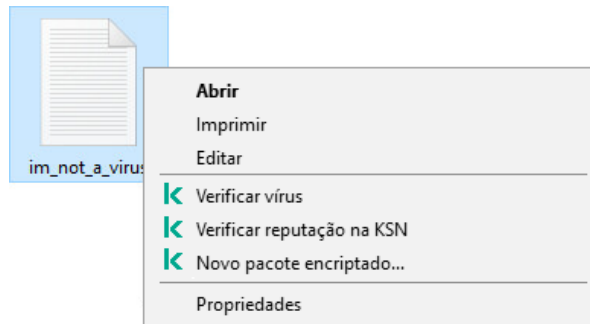 im_not_a_virus
Abrir
Imprimir
Editar
Verificar vírus
Verificar reputação na KSN
Novo pacote encriptado...
Propriedades